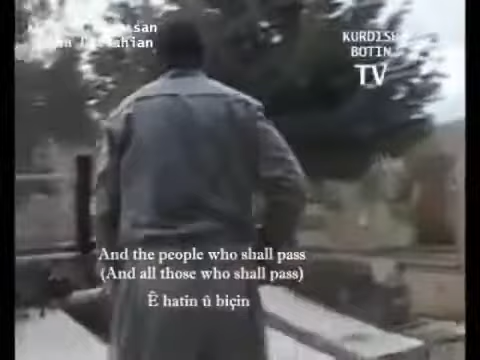 KURDISH
BOTIN
TV
And the people who shall pass
(And all those who shall pass)
Ê hatin û biçin